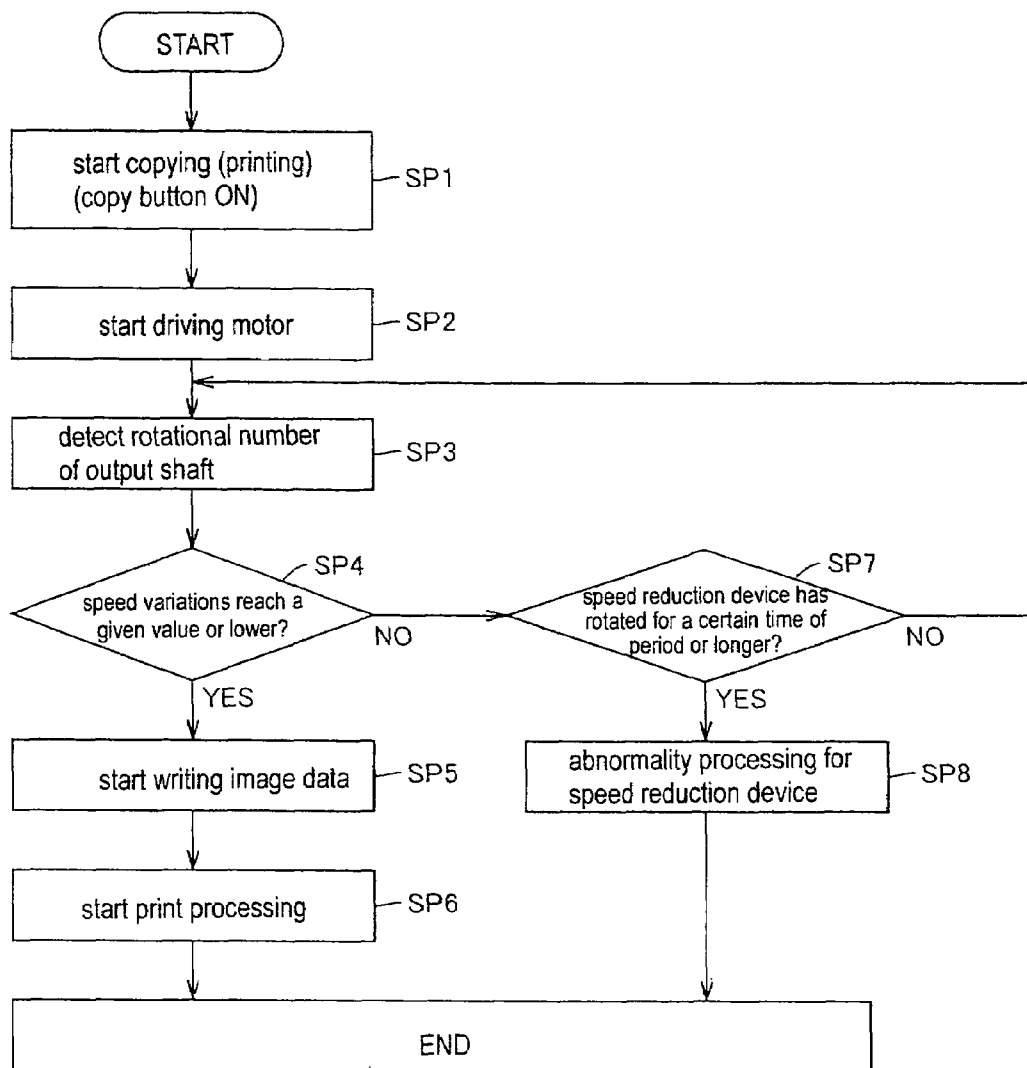 START
start copying (printing)
(copy button ON)
SP1
start driving motor
SP2
detect rotational number
of output shaft
SP3
SP4
speed variations reach a
given value or lower?
NO
YES
SP7
speed reduction device has
rotated for a certain time of
period or longer?
NO
YES
start writing image data
SP5
abnormality processing for
speed reduction device
SP8
start print processing
SP6
END